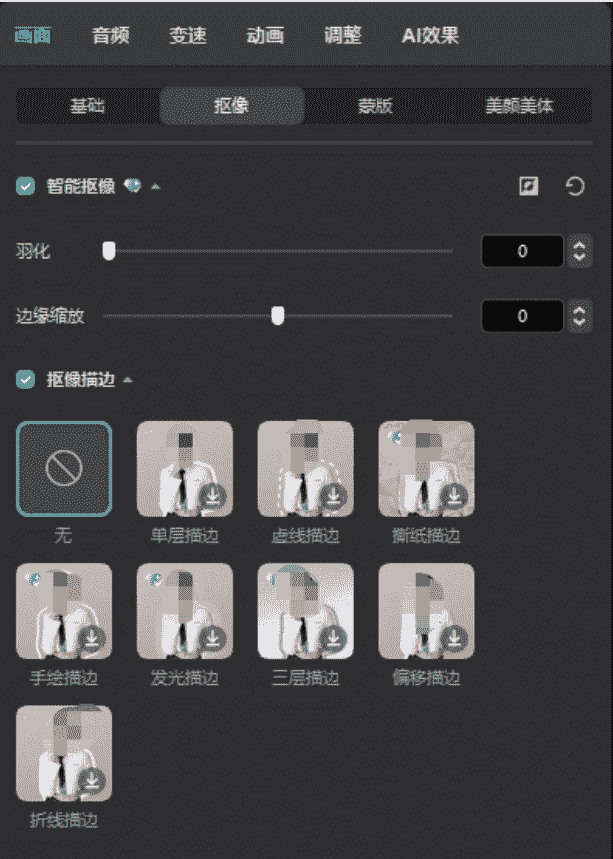 画面 音频 变速 动画 调整 AI效果
基础 抠像 蒙版 美颜美体
智能抠像
羽化 0
边缘缩放 0
抠像描边
无 单层描边 虚线描边 撕纸描边
手绘描边 发光描边 三层描边 偏移描边
折线描边